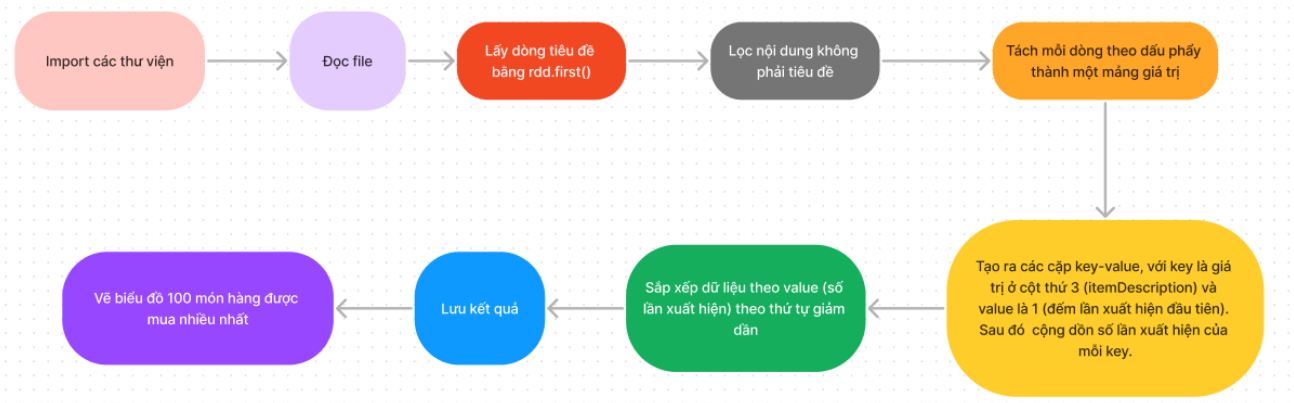 Import các thư viện
Đọc file
Lấy dòng tiêu đề
bằng rdd.first()
Lọc nội dung không
phải tiêu đề
Tách mỗi dòng theo dấu phẩy
thành một mảng giá trị
Tạo ra các cặp key-value, với key là giá
trị ở cột thứ 3 (itemDescription) và
value là 1 (đếm lần xuất hiện đầu tiên).
Sau đó cộng dồn số lần xuất hiện của
mỗi key.
Sắp xếp dữ liệu theo value (số
lần xuất hiện) theo thứ tự giảm
dần
Lưu kết quả
Vẽ biểu đồ 100 món hàng được
mua nhiều nhất